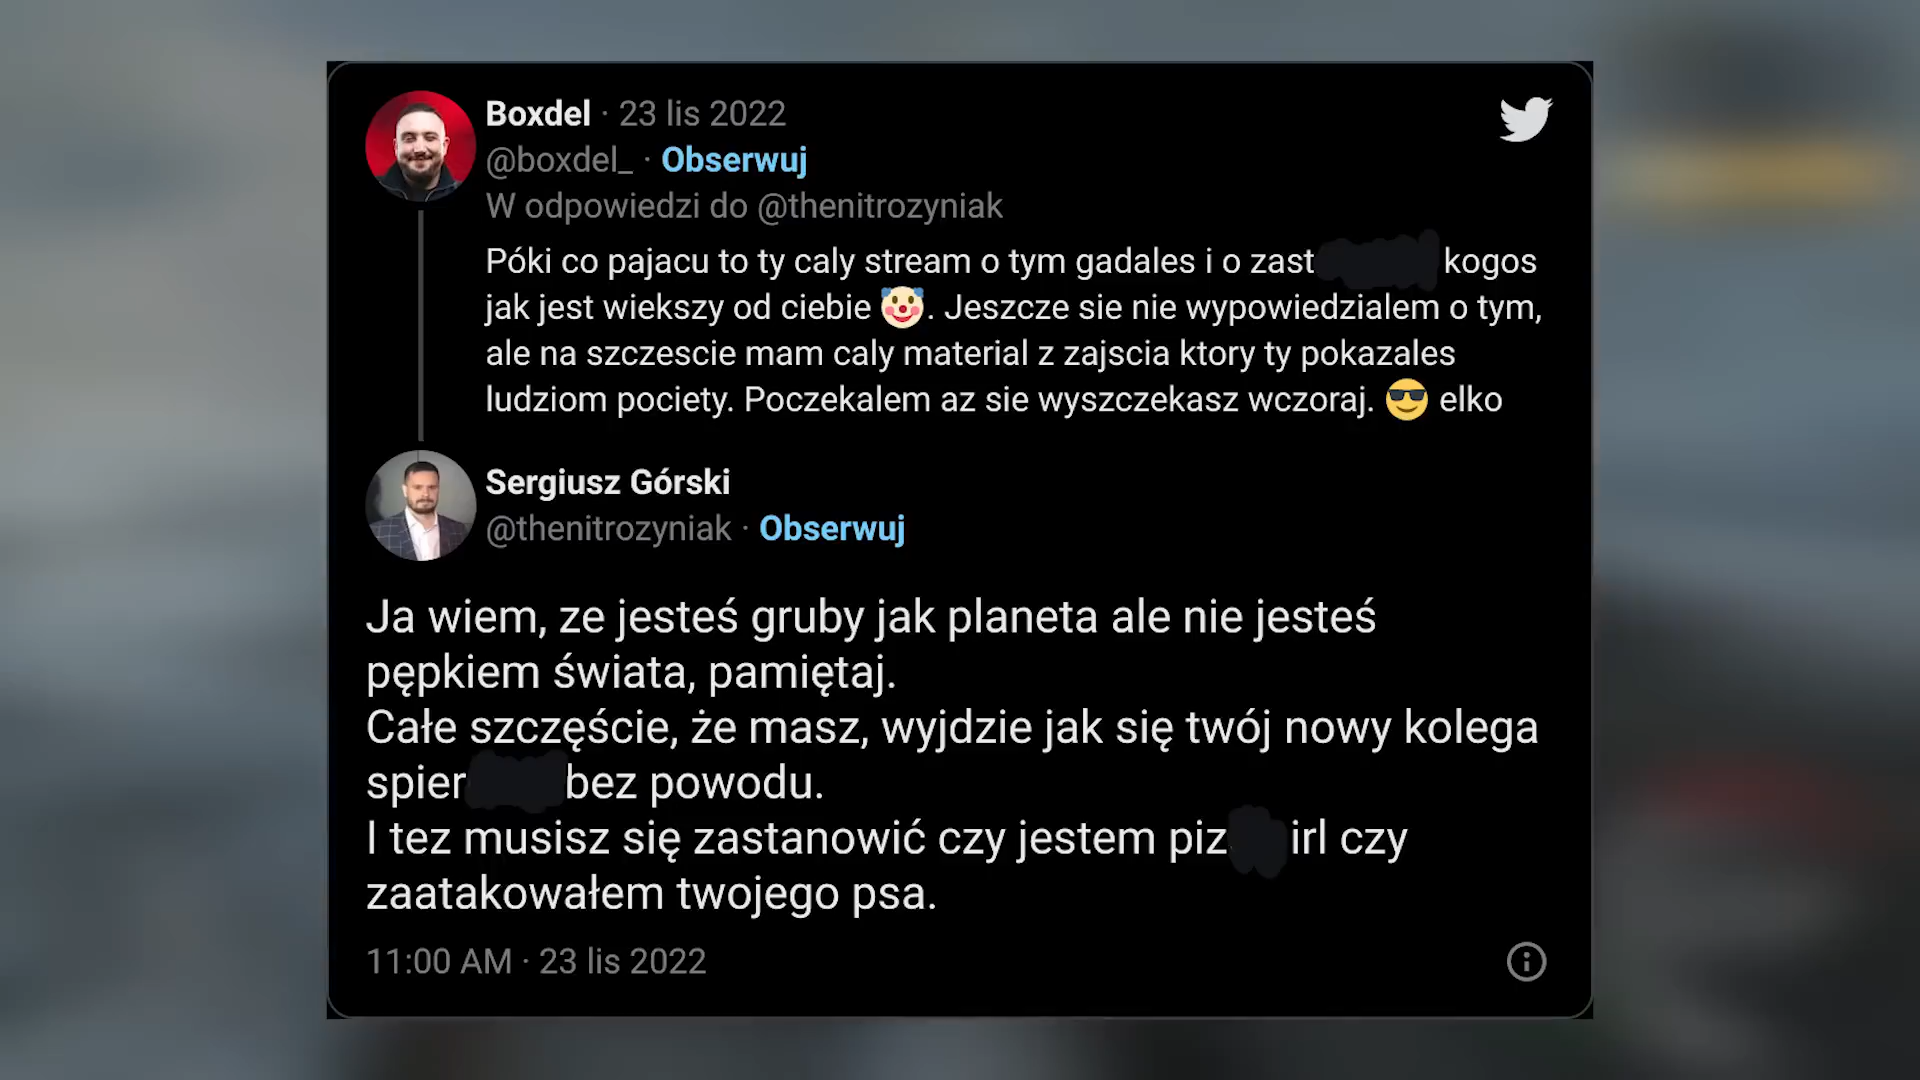 Boxdel · 23 lis 2022
@boxdel_ · Obserwuj
W odpowiedzi do @thenitrozyniak
Póki co pajacu to ty caly stream o tym gadales i o zast kogos
jak jest wiekszy od ciebie 🤡. Jeszcze sie nie wypowiedzialem o tym,
ale na szczescie mam caly material z zajscia ktory ty pokazales
ludziom pociety. Poczekalem az sie wyszczekasz wczoraj. 😎 elko
Sergiusz Górski
@thenitrozyniak · Obserwuj
Ja wiem, ze jesteś gruby jak planeta ale nie jesteś
pępkiem świata, pamiętaj.
Całe szczęście, że masz, wyjdzie jak się twój nowy kolega
spier bez powodu.
I tez musisz się zastanowić czy jestem piz irl czy
zaatakowałem twojego psa.
11:00 AM · 23 lis 2022